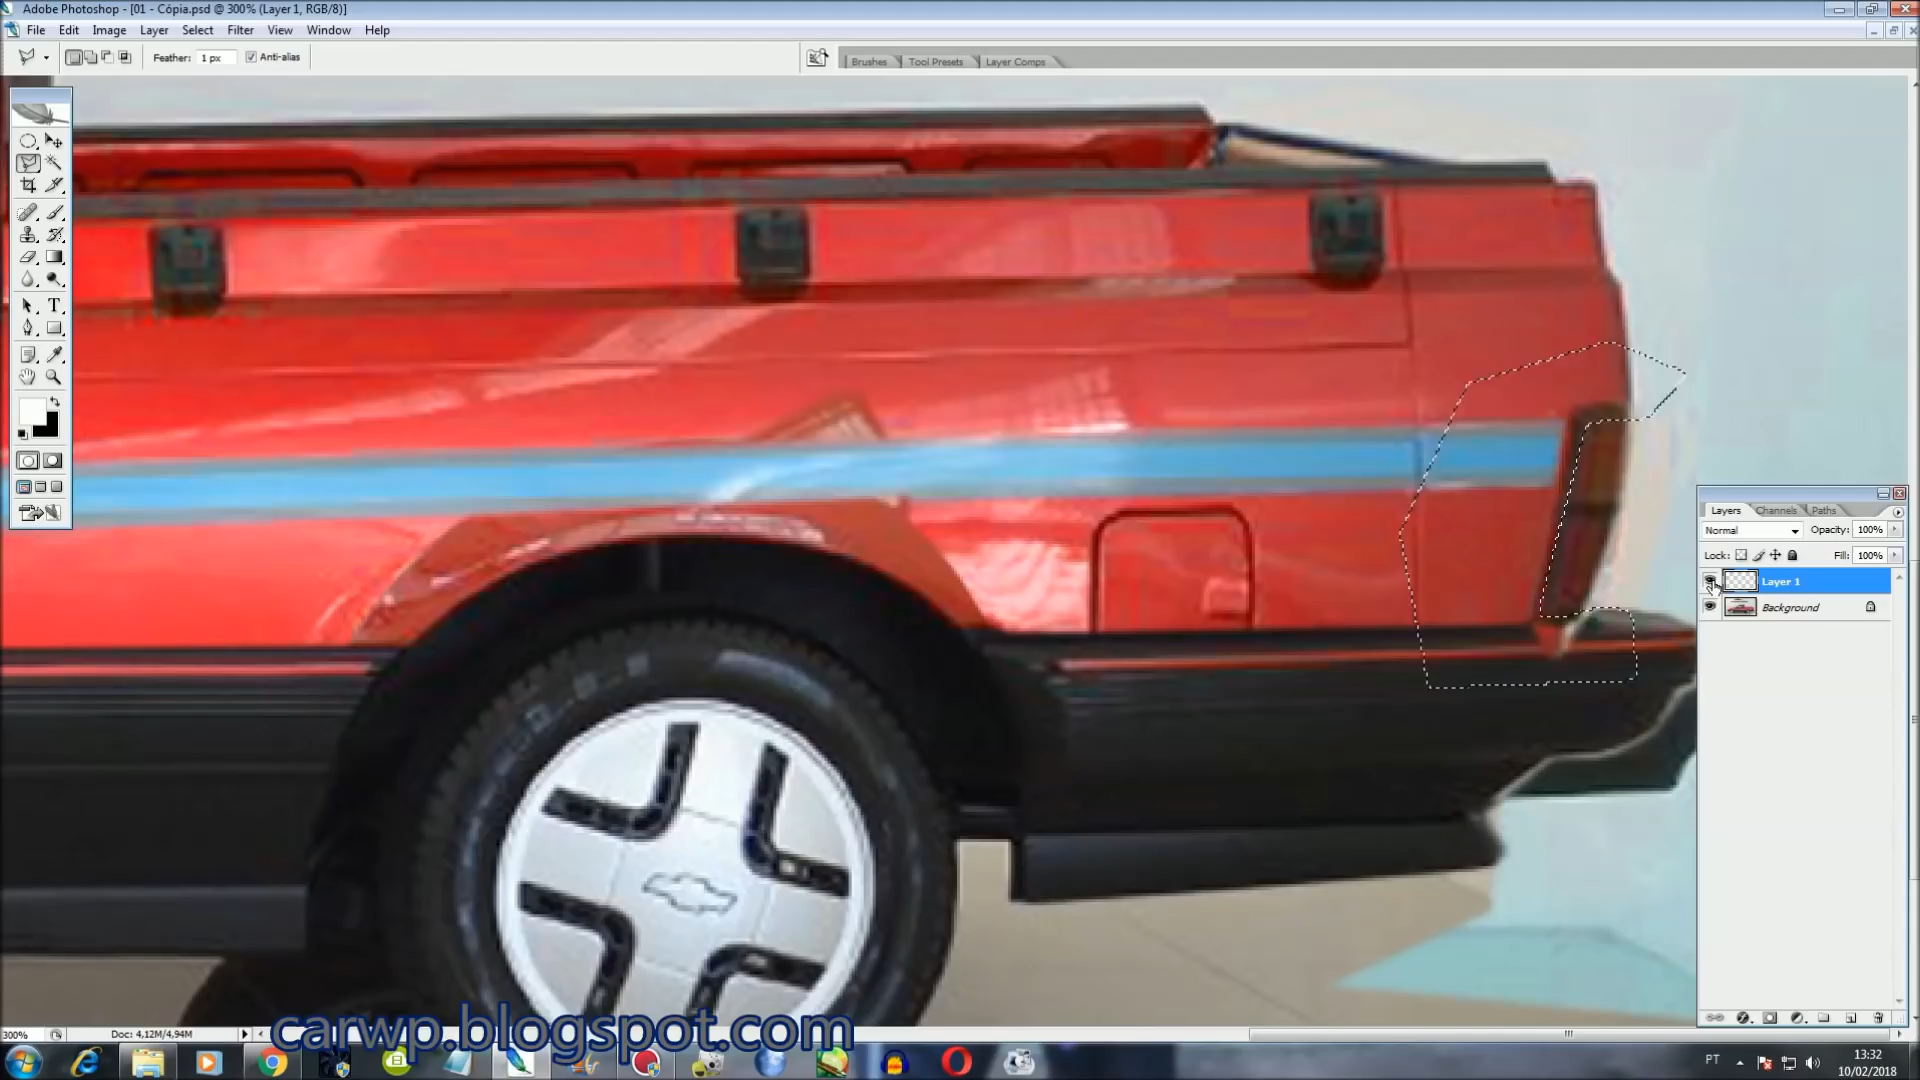 Adobe Photoshop - [01 - Cópia.psd @ 300% (Layer 1, RGB/8)]
File Edit Image Layer Select Filter View Window Help
Feather: 1 px Anti-alias
Brushes Tool Presets Layer Comps
Layers Channels Paths
Normal Opacity: 100%
Lock: Fill: 100%
Layer 1
Background
300% Doc: 4,12M/4,94M
carwp.blogspot.com
PT 13:32
10/02/2018